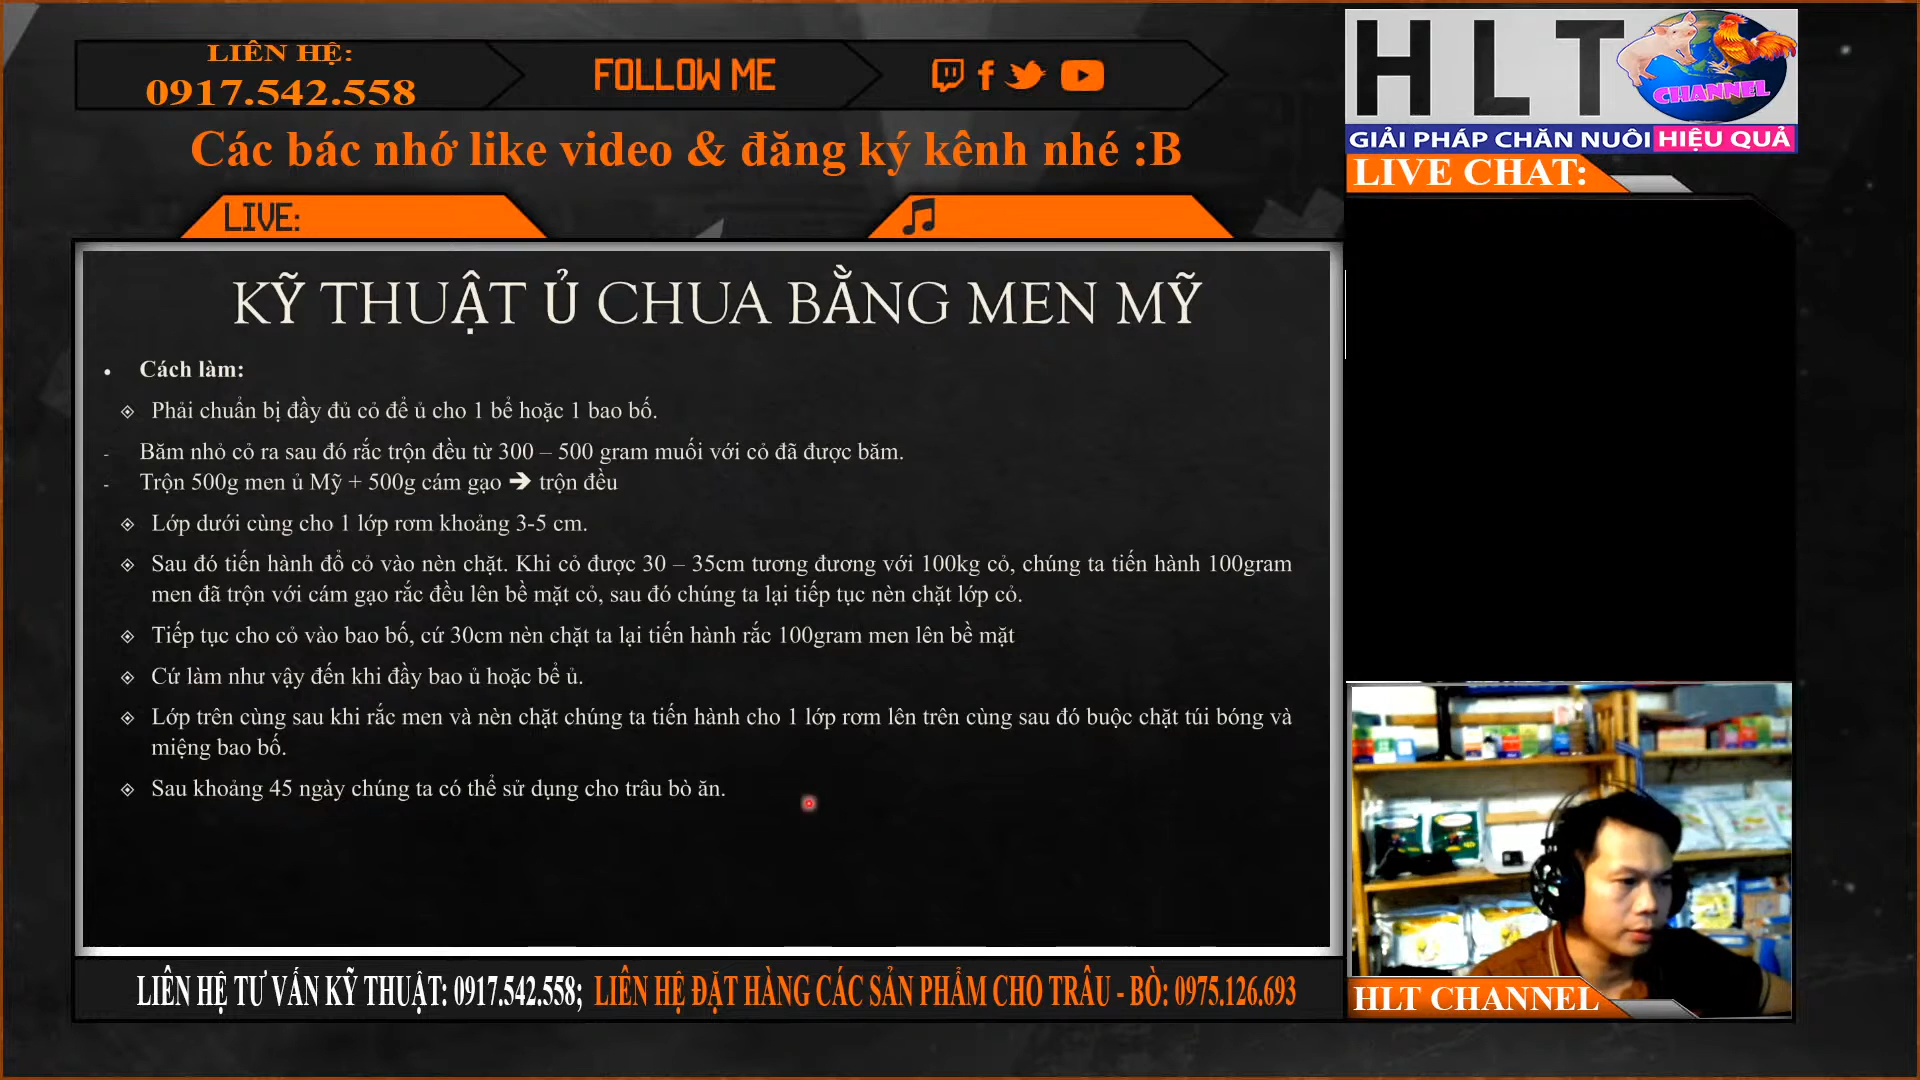 LIÊN HỆ:
0917.542.558
FOLLOW ME
HLT
CHANNEL
GIẢI PHÁP CHĂN NUÔI HIỆU QUẢ
Các bác nhớ like video & đăng ký kênh nhé :B
LIVE CHAT:
LIVE:
KỸ THUẬT Ủ CHUA BẰNG MEN MỸ
• Cách làm:
Phải chuẩn bị đầy đủ cỏ để ủ cho 1 bể hoặc 1 bao bố.
- Băm nhỏ cỏ ra sau đó rắc trộn đều từ 300 – 500 gram muối với cỏ đã được băm.
- Trộn 500g men ủ Mỹ + 500g cám gạo ➔ trộn đều
Lớp dưới cùng cho 1 lớp rơm khoảng 3-5 cm.
Sau đó tiến hành đổ cỏ vào nèn chặt. Khi cỏ được 30 – 35cm tương đương với 100kg cỏ, chúng ta tiến hành 100gram
men đã trộn với cám gạo rắc đều lên bề mặt cỏ, sau đó chúng ta lại tiếp tục nèn chặt lớp cỏ.
Tiếp tục cho cỏ vào bao bố, cứ 30cm nèn chặt ta lại tiến hành rắc 100gram men lên bề mặt
Cứ làm như vậy đến khi đầy bao ủ hoặc bể ủ.
Lớp trên cùng sau khi rắc men và nèn chặt chúng ta tiến hành cho 1 lớp rơm lên trên cùng sau đó buộc chặt túi bóng và
miệng bao bố.
Sau khoảng 45 ngày chúng ta có thể sử dụng cho trâu bò ăn.
LIÊN HỆ TƯ VẤN KỸ THUẬT: 0917.542.558; LIÊN HỆ ĐẶT HÀNG CÁC SẢN PHẨM CHO TRÂU - BÒ: 0975.126.693
HLT CHANNEL